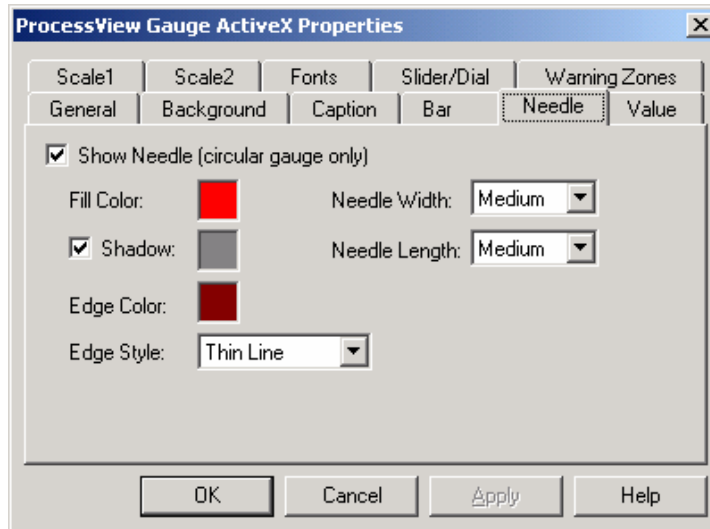 ProcessView Gauge ActiveX Properties
Scale1 Scale2 Fonts Slider/Dial Warning Zones
General Background Caption Bar Needle Value
Show Needle (circular gauge only)
Fill Color: Needle Width: Medium
Shadow: Needle Length: Medium
Edge Color:
Edge Style: Thin Line
OK Cancel Apply Help